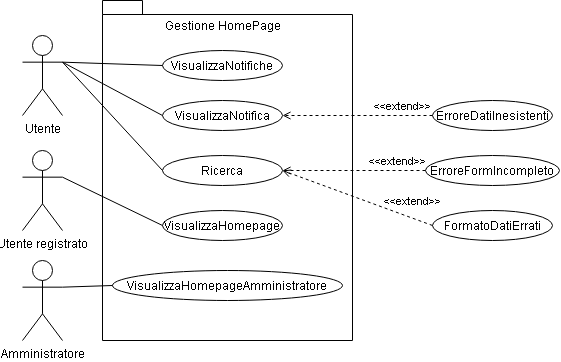 Gestione HomePage
VisualizzaNotifiche
Utente
VisualizzaNotifica
<<extend>>
ErroreDatiInesistenti
Ricerca
<<extend>>
ErroreFormIncompleto
<<extend>>
Utente registrato
VisualizzaHomepage
FormatoDatiErrati
VisualizzaHomepageAmministratore
Amministratore